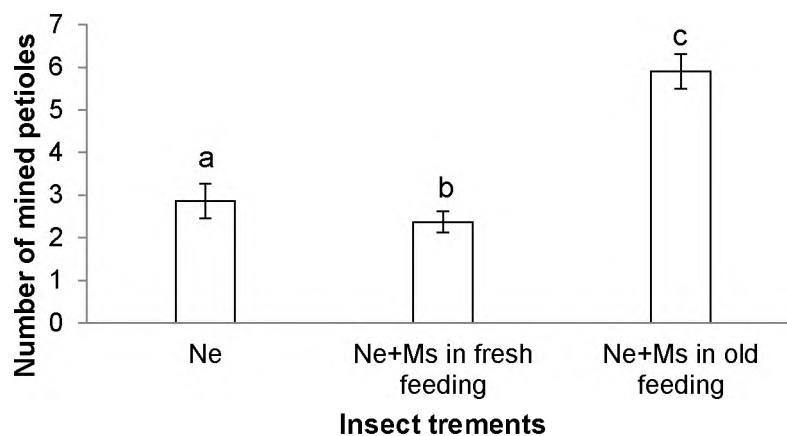 Number of mined petioles
7
6
5
4
3
2
1
0
a
b
c
Ne
Ne+Ms in fresh
feeding
Ne+Ms in old
feeding
Insect trements